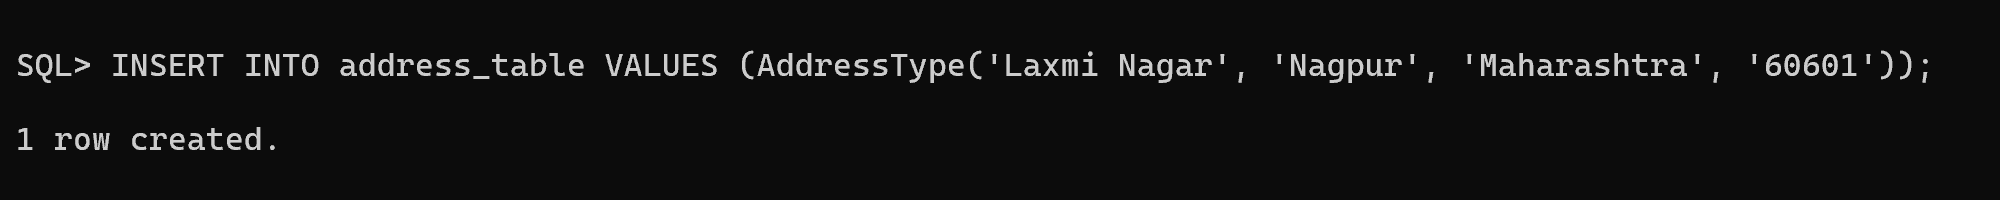 SQL> INSERT INTO address_table VALUES (AddressType('Laxmi Nagar', 'Nagpur', 'Maharashtra', '60601'));
1 row created.